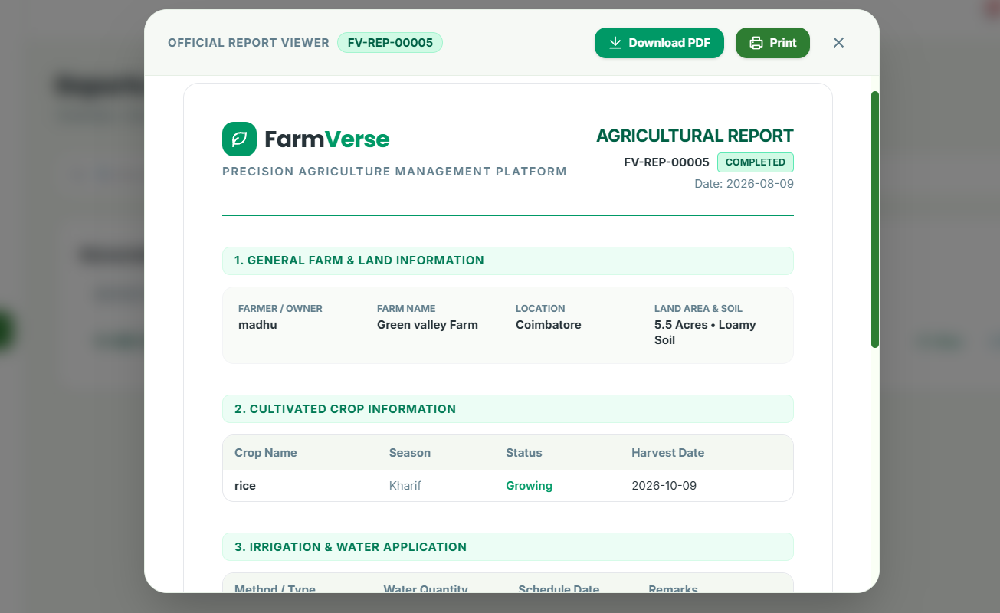 OFFICIAL REPORT VIEWER FV-REP-00005 Download PDF Print
FarmVerse
PRECISION AGRICULTURE MANAGEMENT PLATFORM
AGRICULTURAL REPORT
FV-REP-00005 COMPLETED
Date: 2026-08-09
1. GENERAL FARM & LAND INFORMATION
FARMER / OWNER FARM NAME LOCATION LAND AREA & SOIL
madhu Green valley Farm Coimbatore 5.5 Acres • Loamy
Soil
2. CULTIVATED CROP INFORMATION
Crop Name Season Status Harvest Date
rice Kharif Growing 2026-10-09
3. IRRIGATION & WATER APPLICATION
Method / Type Water Quantity Schedule Date Remarks